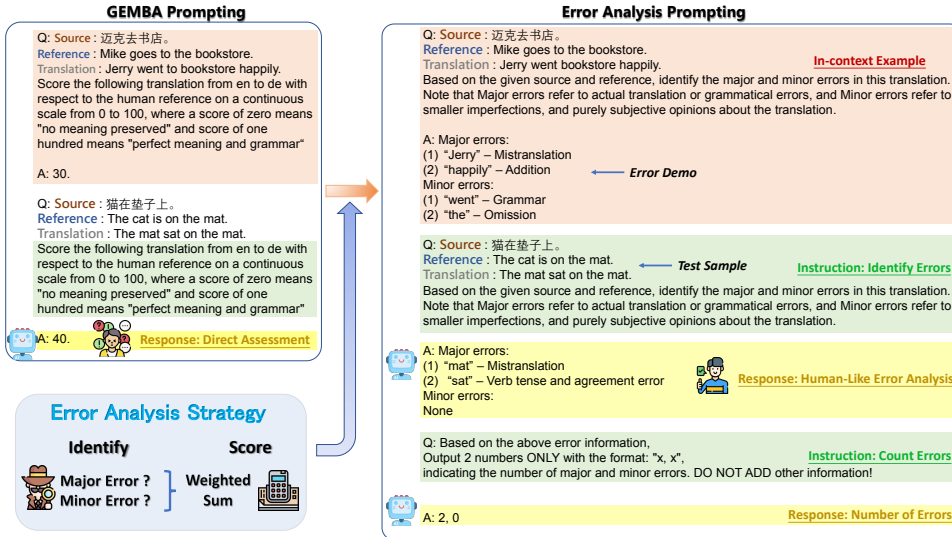 GEMBA Prompting
Q: Source : 迈克去书店。
Reference : Mike goes to the bookstore.
Translation : Jerry went to bookstore happily.
Score the following translation from en to de with
respect to the human reference on a continuous
scale from 0 to 100, where a score of zero means
"no meaning preserved" and score of one
hundred means "perfect meaning and grammar“
A: 30.
Q: Source : 猫在垫子上。
Reference : The cat is on the mat.
Translation : The mat sat on the mat.
Score the following translation from en to de with
respect to the human reference on a continuous
scale from 0 to 100, where a score of zero means
"no meaning preserved" and score of one
hundred means "perfect meaning and grammar”
A: 40.
Response: Direct Assessment
Error Analysis Strategy
Identify
Score
Major Error ?
Minor Error ?
Weighted
Sum
Error Analysis Prompting
Q: Source : 迈克去书店。
Reference : Mike goes to the bookstore.
Translation : Jerry went bookstore happily.
In-context Example
Based on the given source and reference, identify the major and minor errors in this translation.
Note that Major errors refer to actual translation or grammatical errors, and Minor errors refer to
smaller imperfections, and purely subjective opinions about the translation.
A: Major errors:
(1) “Jerry” – Mistranslation
(2) “happily” – Addition
Error Demo
Minor errors:
(1) “went” – Grammar
(2) “the” – Omission
Q: Source : 猫在垫子上。
Reference : The cat is on the mat.
Translation : The mat sat on the mat.
Test Sample
Instruction: Identify Errors
Based on the given source and reference, identify the major and minor errors in this translation.
Note that Major errors refer to actual translation or grammatical errors, and Minor errors refer to
smaller imperfections, and purely subjective opinions about the translation.
A: Major errors:
(1) “mat” – Mistranslation
(2) “sat” – Verb tense and agreement error
Minor errors:
None
Response: Human-Like Error Analysis
Q: Based on the above error information,
Output 2 numbers ONLY with the format: "x, x",
indicating the number of major and minor errors. DO NOT ADD other information!
Instruction: Count Errors
A: 2, 0
Response: Number of Errors